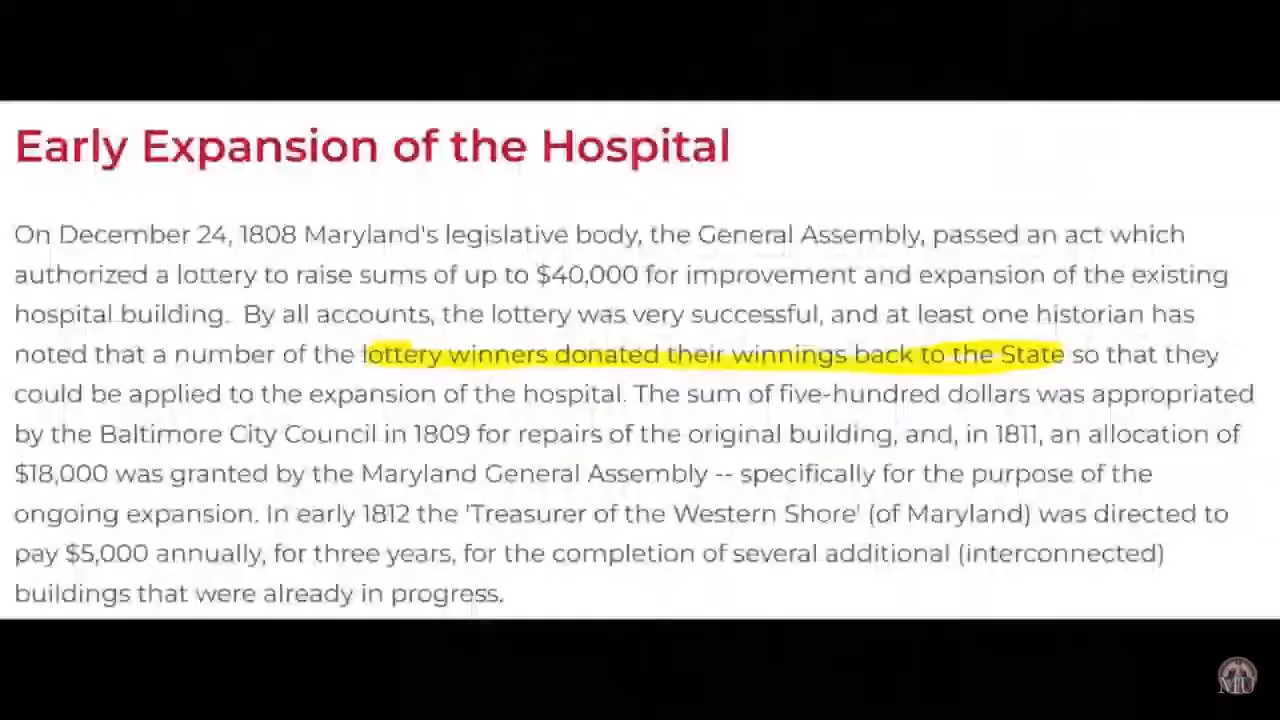 Early Expansion of the Hospital
On December 24, 1808 Maryland's legislative body, the General Assembly, passed an act which
authorized a lottery to raise sums of up to $40,000 for improvement and expansion of the existing
hospital building.  By all accounts, the lottery was very successful, and at least one historian has
noted that a number of the lottery winners donated their winnings back to the State so that they
could be applied to the expansion of the hospital. The sum of five-hundred dollars was appropriated
by the Baltimore City Council in 1809 for repairs of the original building, and, in 1811, an allocation of
$18,000 was granted by the Maryland General Assembly -- specifically for the purpose of the
ongoing expansion. In early 1812 the 'Treasurer of the Western Shore' (of Maryland) was directed to
pay $5,000 annually, for three years, for the completion of several additional (interconnected)
buildings that were already in progress.
MU